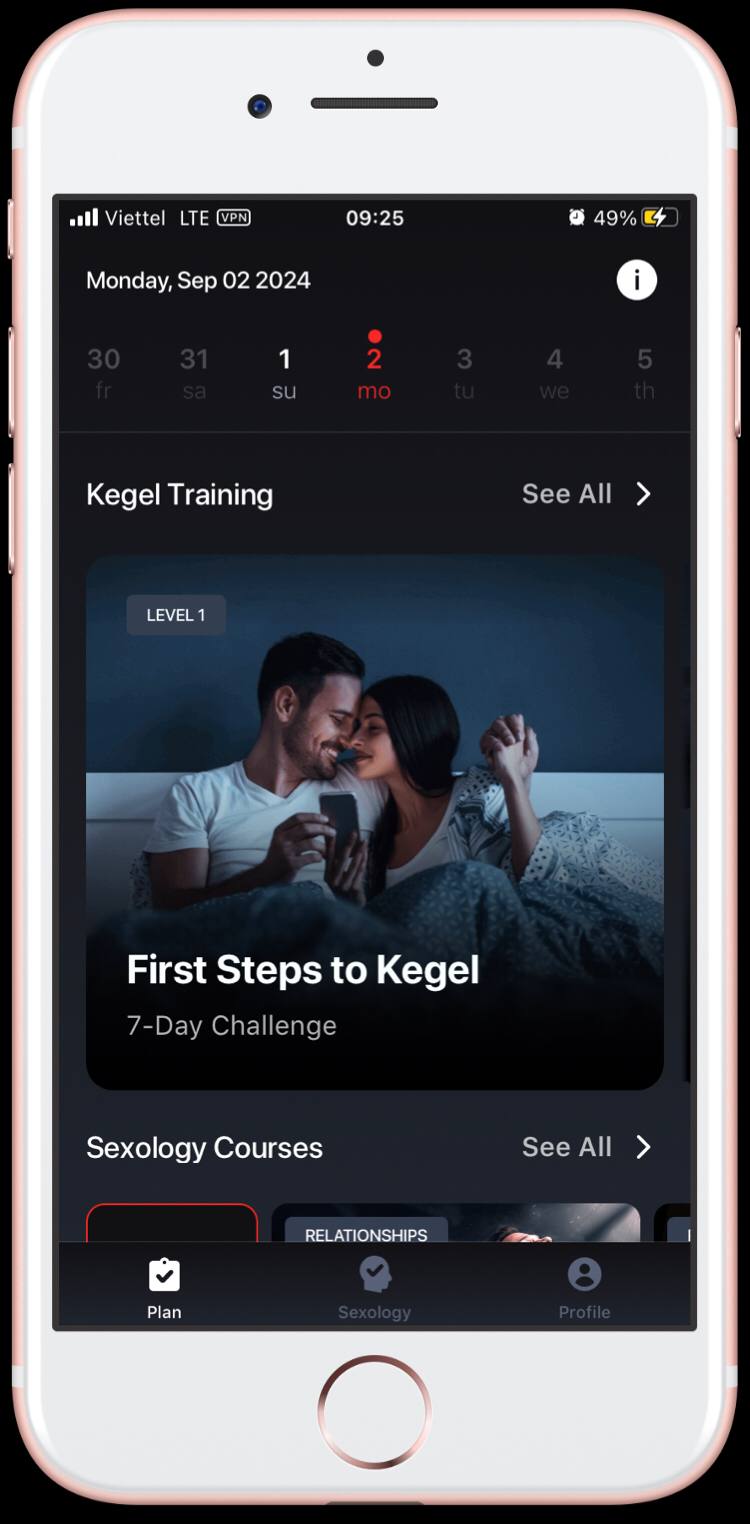 Viettel LTE VPN 09:25 49%
Monday, Sep 02 2024
30 31 1 2 3 4 5
fr sa su mo tu we th
Kegel Training See All
LEVEL 1
First Steps to Kegel
7-Day Challenge
Sexology Courses See All
RELATIONSHIPS
Plan Sexology Profile